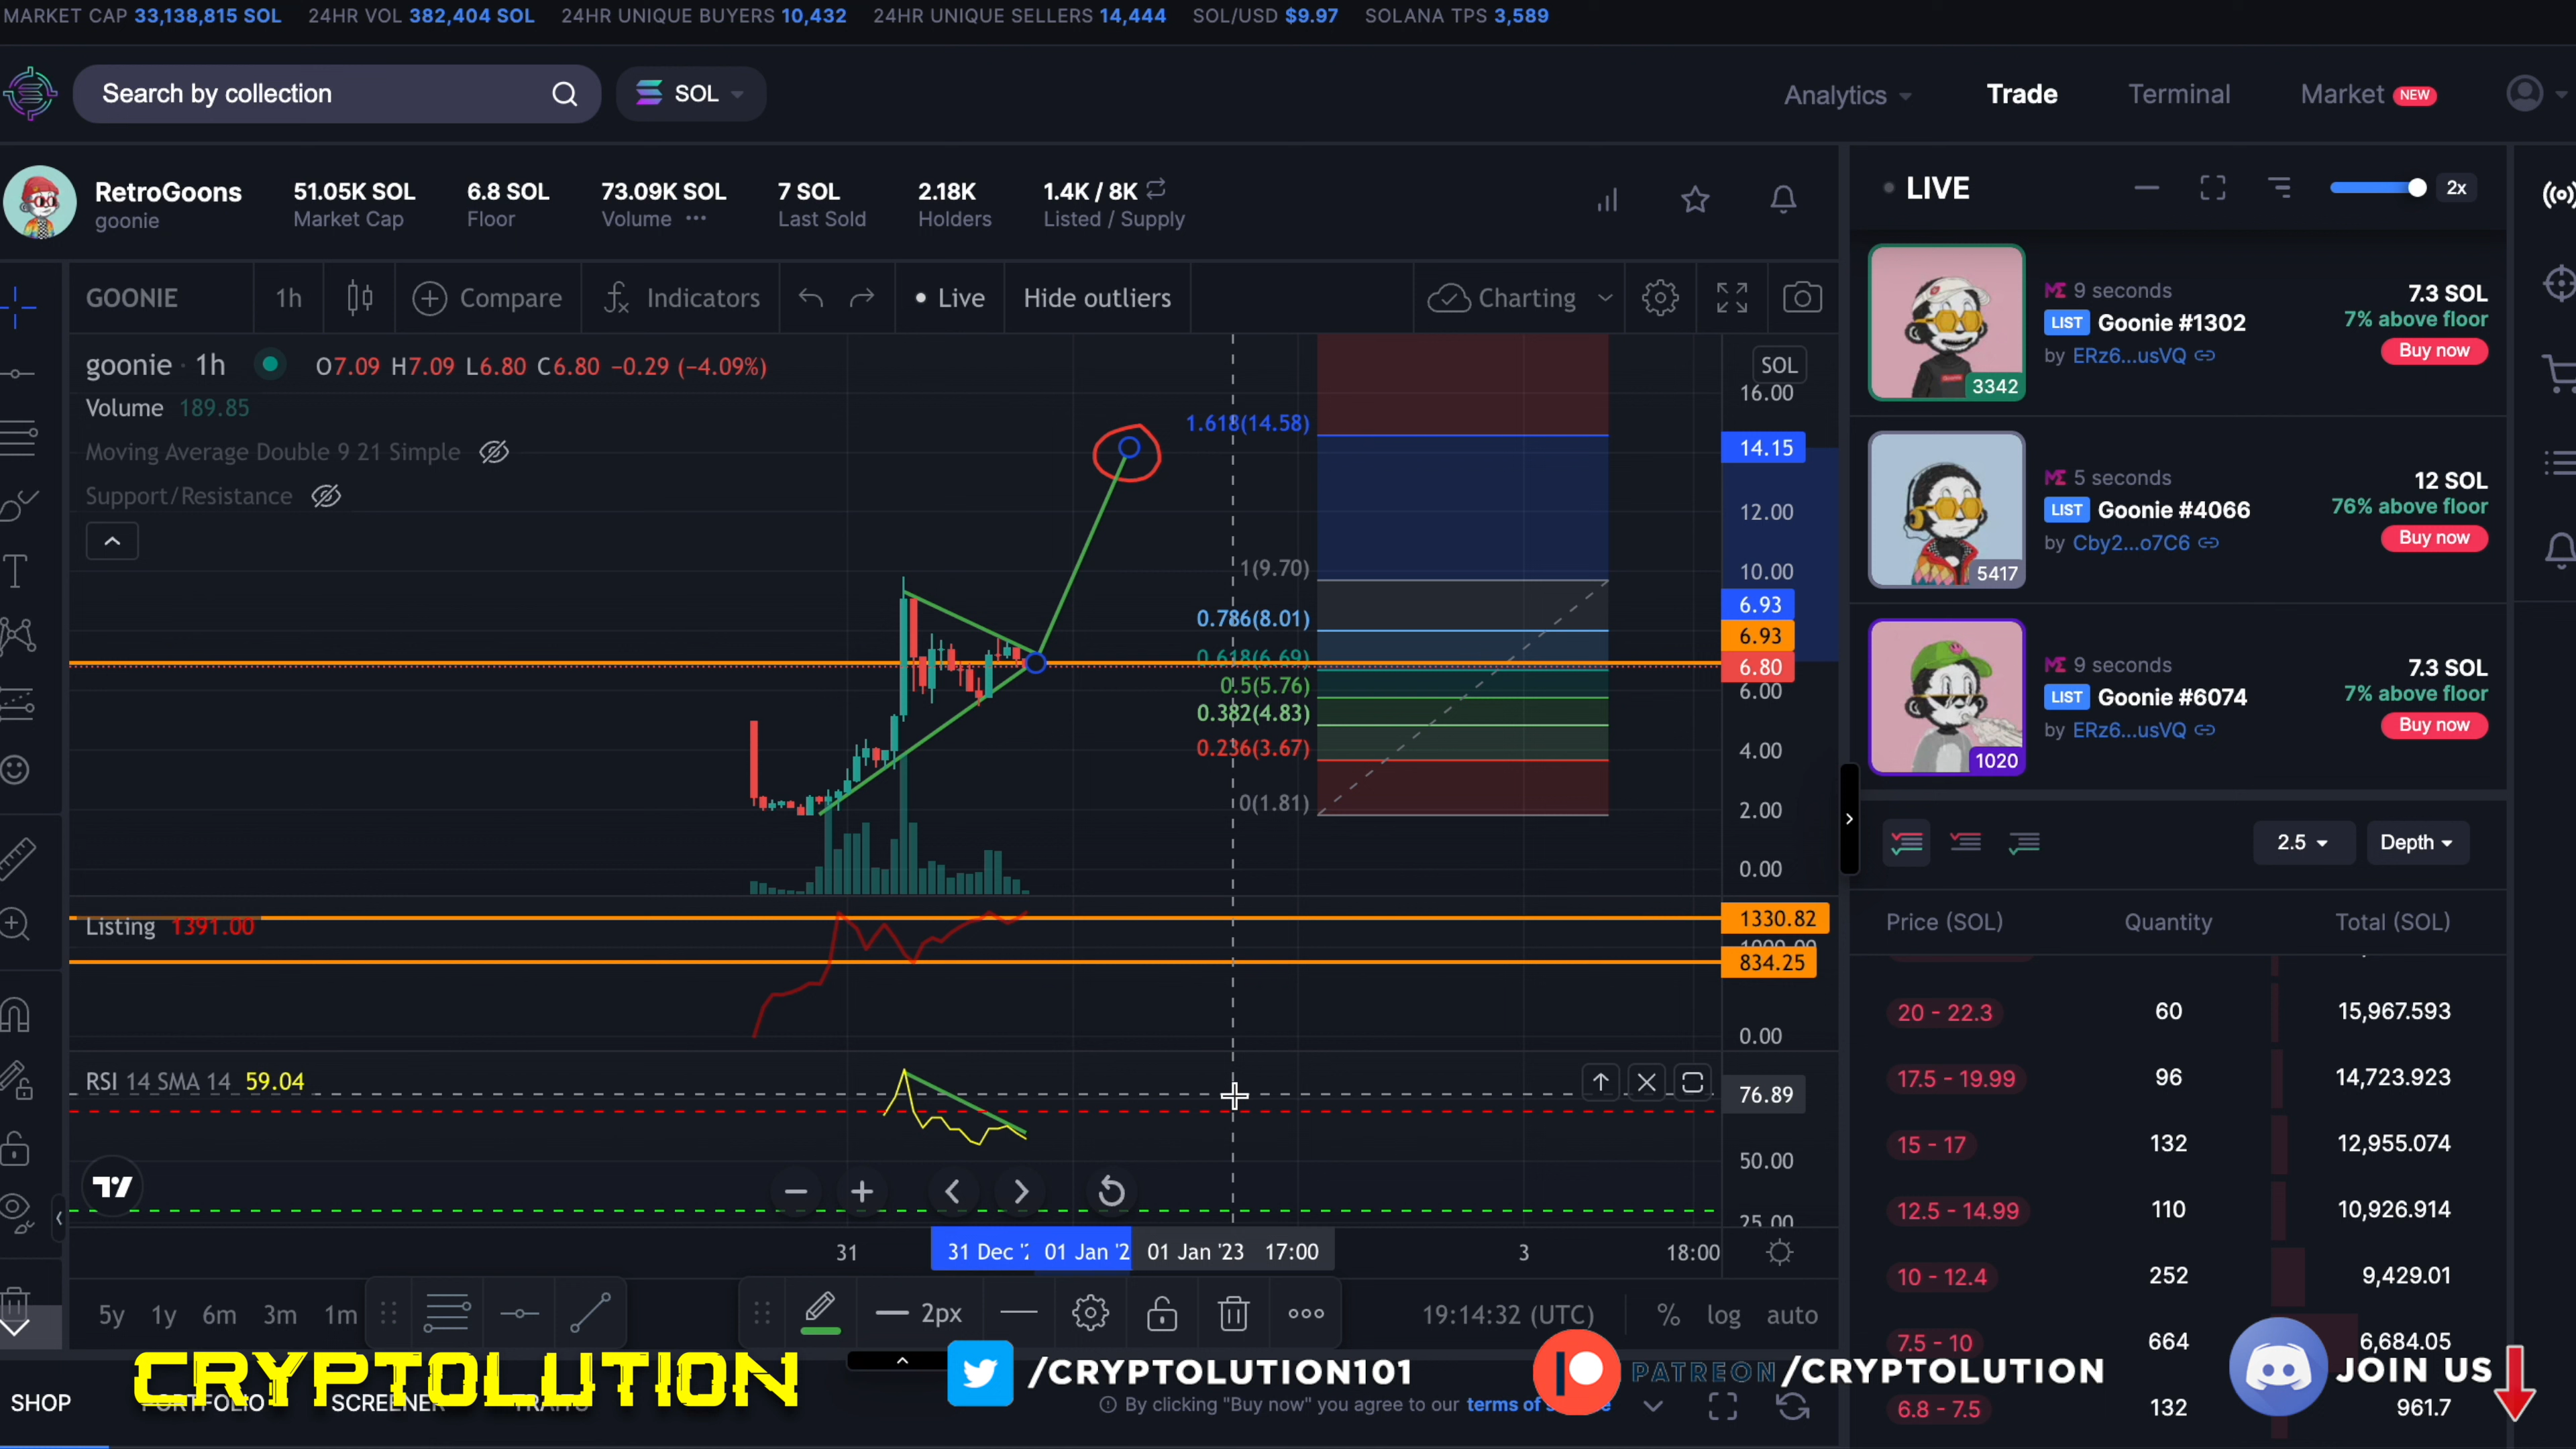 MARKET CAP 33,138,815 SOL 24HR VOL 382,404 SOL 24HR UNIQUE BUYERS 10,432 24HR UNIQUE SELLERS 14,444 SOL/USD $9.97 SOLANA TPS 3,589
Search by collection SOL Analytics Trade Terminal Market NEW
RetroGoons 51.05K SOL 6.8 SOL 73.09K SOL 7 SOL 2.18K 1.4K / 8K
goonie Market Cap Floor Volume ••• Last Sold Holders Listed / Supply
GOONIE 1h Compare Indicators Live Hide outliers Charting
goonie · 1h O7.09 H7.09 L6.80 C6.80 −0.29 (−4.09%)
Volume 189.85
Moving Average Double 9 21 Simple
Support/Resistance
1.618(14.58)
1(9.70)
0.786(8.01)
0.618(6.69)
0.5(5.76)
0.382(4.83)
0.236(3.67)
0(1.81)
SOL
16.00
14.15
12.00
10.00
6.93
6.93
6.80
6.00
4.00
2.00
0.00
Listing 1391.00
1330.82
1000.00
834.25
0.00
RSI 14 SMA 14 59.04
76.89
50.00
25.00
31 31 Dec '2 01 Jan '2 01 Jan '23 17:00 3 18:00
5y 1y 6m 3m 1m 2px 19:14:32 (UTC) % log auto
LIVE 2x
9 seconds 7.3 SOL
LIST Goonie #1302 7% above floor
by ERz6...usVQ Buy now
3342
5 seconds 12 SOL
LIST Goonie #4066 76% above floor
by Cby2...o7C6 Buy now
5417
9 seconds 7.3 SOL
LIST Goonie #6074 7% above floor
by ERz6...usVQ Buy now
1020
2.5 Depth
Price (SOL) Quantity Total (SOL)
20 - 22.3 60 15,967.593
17.5 - 19.99 96 14,723.923
15 - 17 132 12,955.074
12.5 - 14.99 110 10,926.914
10 - 12.4 252 9,429.01
7.5 - 10 664 6,684.05
6.8 - 7.5 132 961.7
CRYPTOLUTION /CRYPTOLUTION101 PATREON /CRYPTOLUTION JOIN US
SHOP PORTFOLIO SCREENER By clicking "Buy now" you agree to our terms of